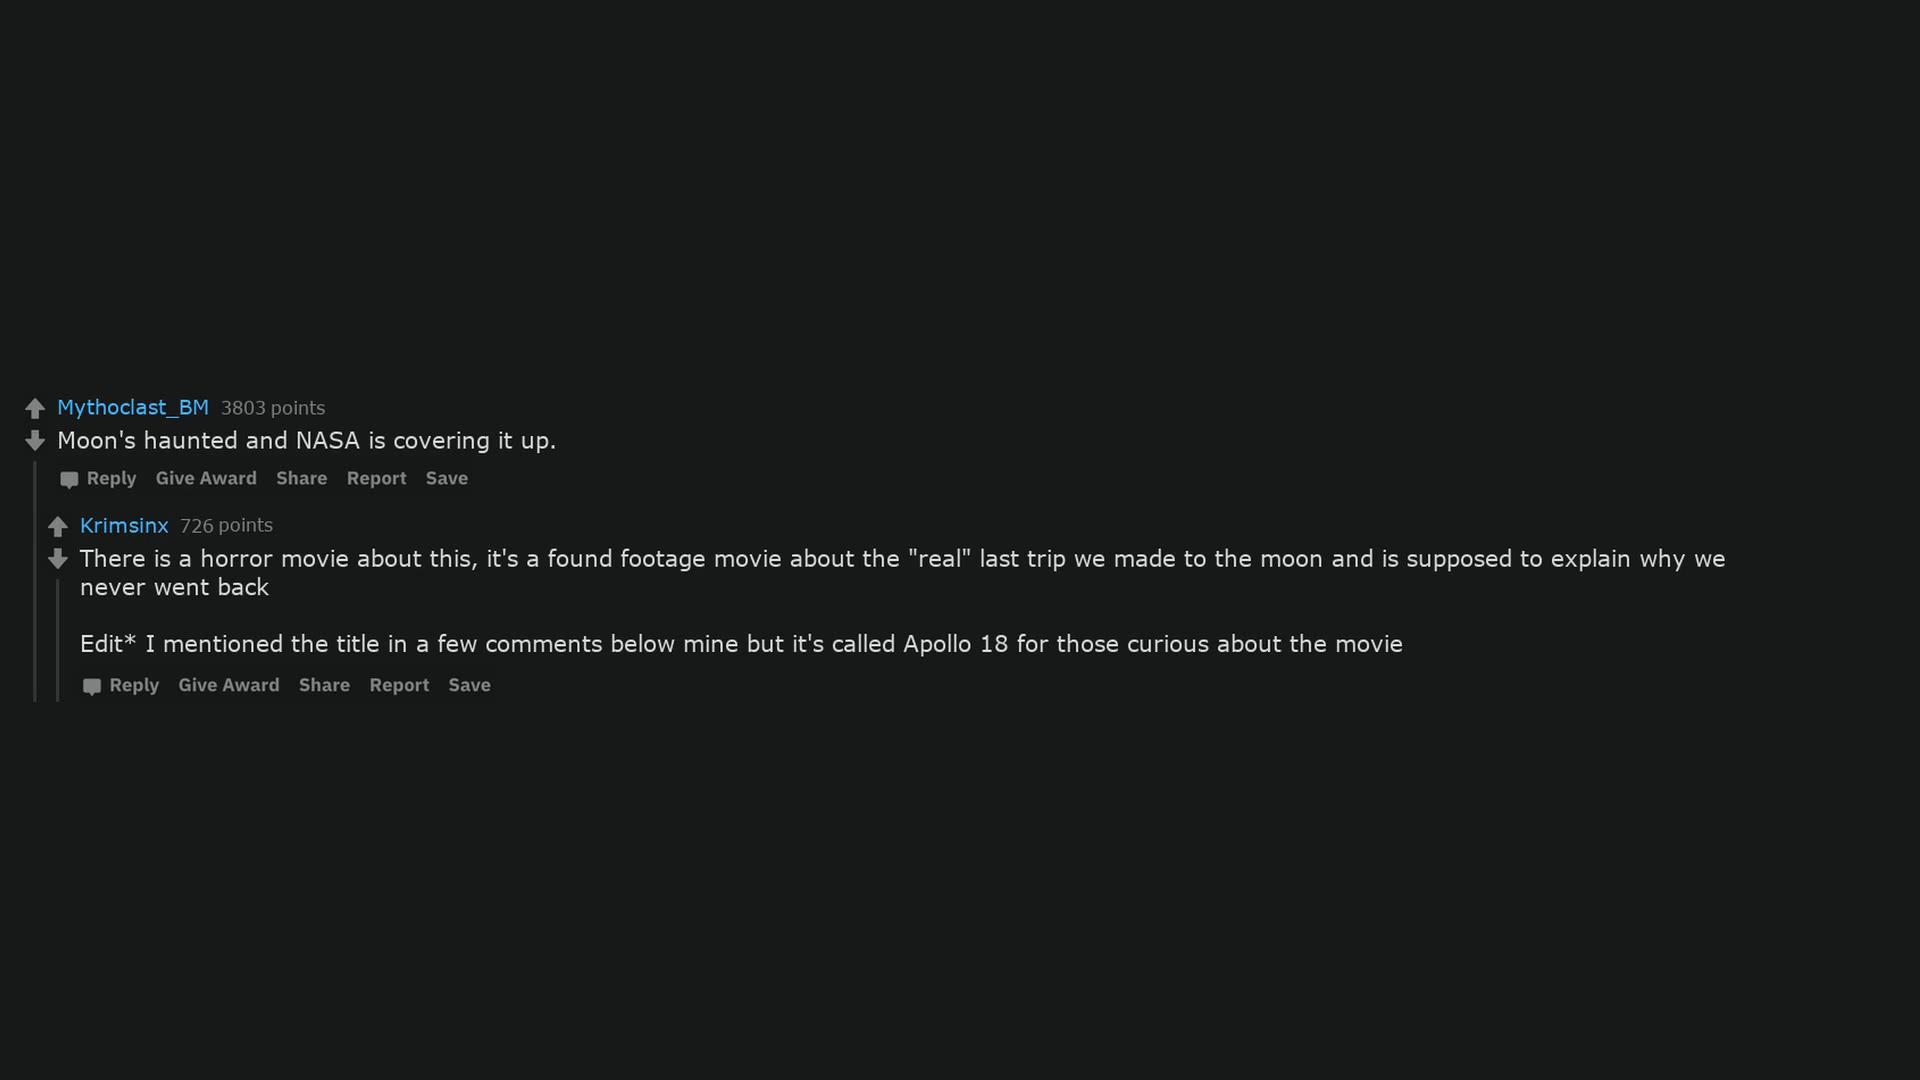 Mythoclast_BM 3803 points
Moon's haunted and NASA is covering it up.
Reply Give Award Share Report Save
Krimsinx 726 points
There is a horror movie about this, it's a found footage movie about the "real" last trip we made to the moon and is supposed to explain why we
never went back
Edit* I mentioned the title in a few comments below mine but it's called Apollo 18 for those curious about the movie
Reply Give Award Share Report Save